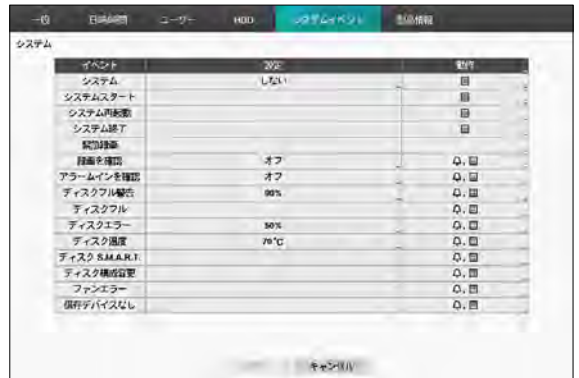 一般 日時/時間 ユーザー HDD システムイベント 製品情報
システム
イベント 設定 動作
システム しない
システムスタート
システム再起動
システム終了
緊急録画
録画を確認 オフ
アラームインを確認 オフ
ディスクフル警告 90%
ディスクフル
ディスクエラー 50%
ディスク温度 70°C
ディスク S.M.A.R.T.
ディスク構成変更
ファンエラー
保存デバイスなし
キャンセル